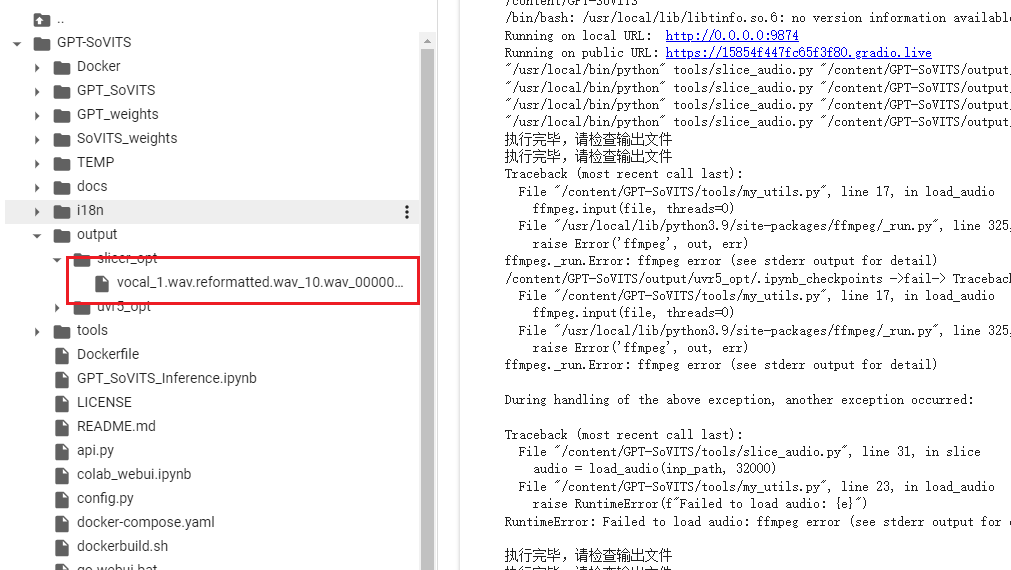 ..
GPT-SoVITS
Docker
GPT_SoVITS
GPT_weights
SoVITS_weights
TEMP
docs
i18n
output
slicer_opt
vocal_1.wav.reformatted.wav_10.wav_00000...
uvr5_opt
tools
Dockerfile
GPT_SoVITS_Inference.ipynb
LICENSE
README.md
api.py
colab_webui.ipynb
config.py
docker-compose.yaml
dockerbuild.sh
go-webui.bat
/content/GPT-SoVITS
/bin/bash: /usr/local/lib/libtinfo.so.6: no version information available
Running on local URL:  http://0.0.0.0:9874
Running on public URL: https://15854f447fc65f3f80.gradio.live
"/usr/local/bin/python" tools/slice_audio.py "/content/GPT-SoVITS/output/
"/usr/local/bin/python" tools/slice_audio.py "/content/GPT-SoVITS/output/
"/usr/local/bin/python" tools/slice_audio.py "/content/GPT-SoVITS/output/
"/usr/local/bin/python" tools/slice_audio.py "/content/GPT-SoVITS/output/
执行完毕，请检查输出文件
执行完毕，请检查输出文件
Traceback (most recent call last):
  File "/content/GPT-SoVITS/tools/my_utils.py", line 17, in load_audio
    ffmpeg.input(file, threads=0)
  File "/usr/local/lib/python3.9/site-packages/ffmpeg/_run.py", line 325,
    raise Error('ffmpeg', out, err)
ffmpeg._run.Error: ffmpeg error (see stderr output for detail)
/content/GPT-SoVITS/output/uvr5_opt/.ipynb_checkpoints ->fail-> Traceback
  File "/content/GPT-SoVITS/tools/my_utils.py", line 17, in load_audio
    ffmpeg.input(file, threads=0)
  File "/usr/local/lib/python3.9/site-packages/ffmpeg/_run.py", line 325,
    raise Error('ffmpeg', out, err)
ffmpeg._run.Error: ffmpeg error (see stderr output for detail)
During handling of the above exception, another exception occurred:
Traceback (most recent call last):
  File "/content/GPT-SoVITS/tools/slice_audio.py", line 31, in slice
    audio = load_audio(inp_path, 32000)
  File "/content/GPT-SoVITS/tools/my_utils.py", line 23, in load_audio
    raise RuntimeError(f"Failed to load audio: {e}")
RuntimeError: Failed to load audio: ffmpeg error (see stderr output for
执行完毕，请检查输出文件
执行完毕，请检查输出文件